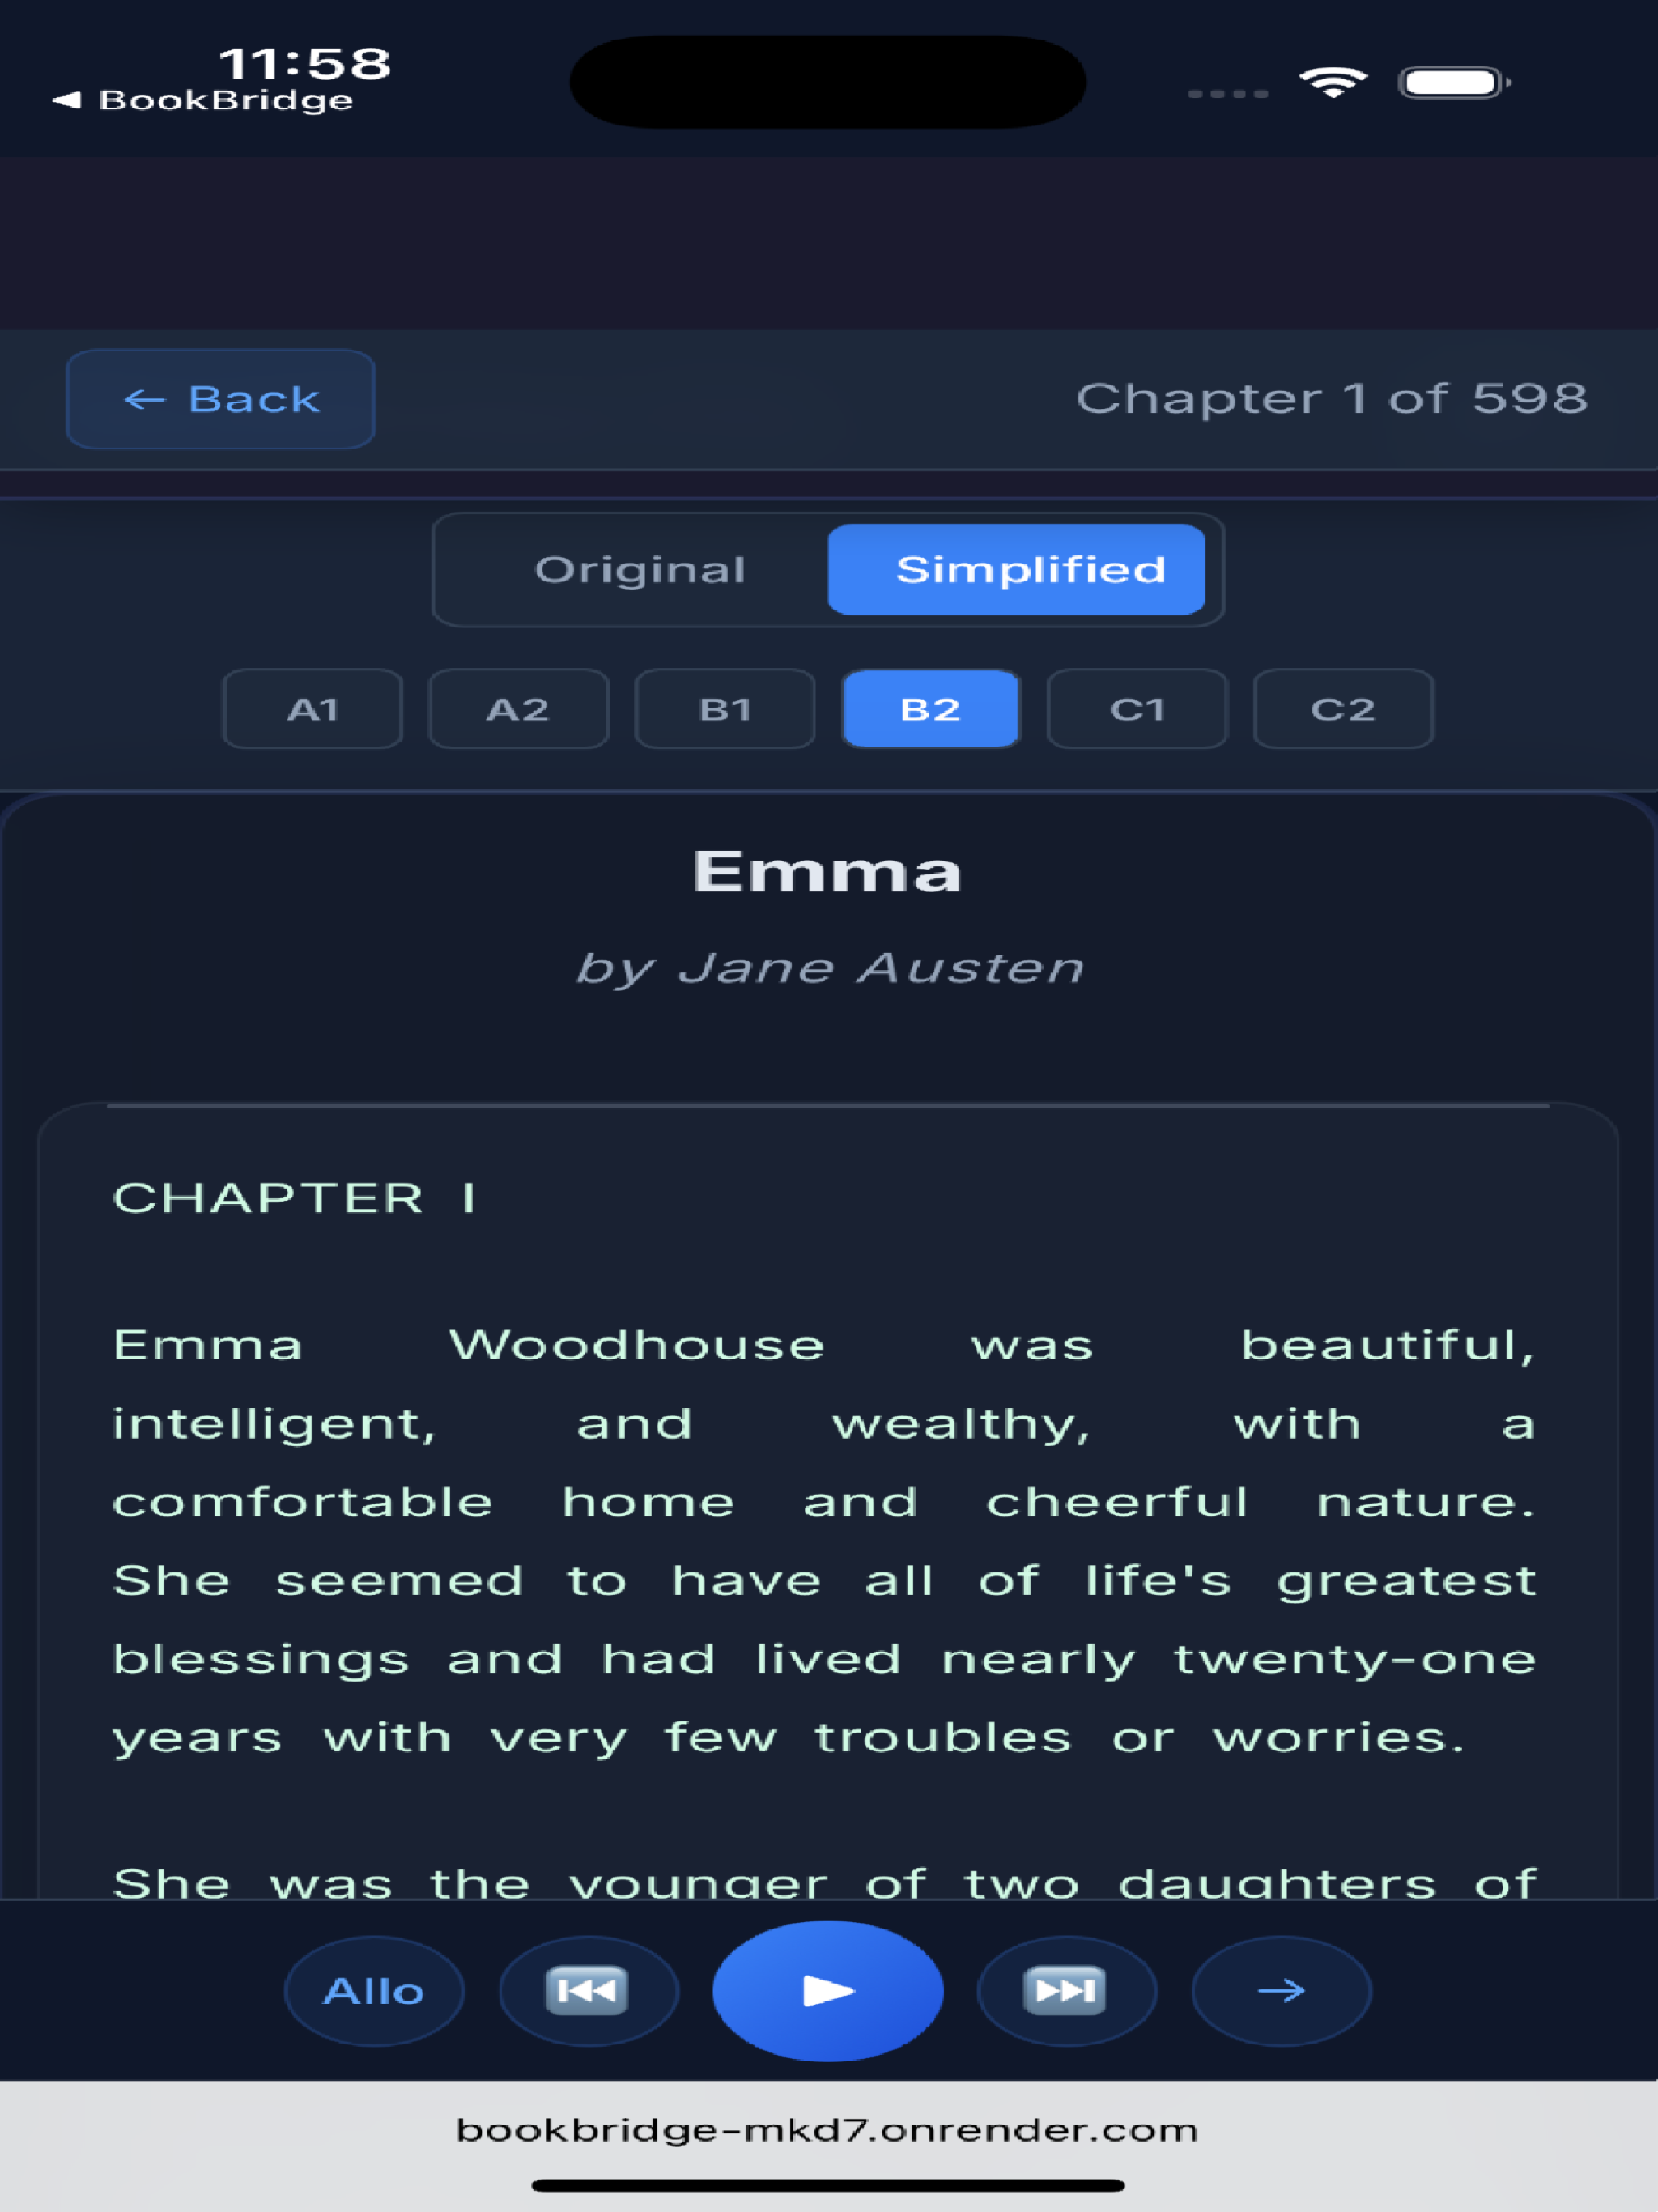 11:58
◀ BookBridge
← Back
Chapter 1 of 598
Original Simplified
A1 A2 B1 B2 C1 C2
Emma
by Jane Austen
CHAPTER I
Emma Woodhouse was beautiful,
intelligent, and wealthy, with a
comfortable home and cheerful nature.
She seemed to have all of life's greatest
blessings and had lived nearly twenty-one
years with very few troubles or worries.
She was the younger of two daughters of
Allo
bookbridge-mkd7.onrender.com